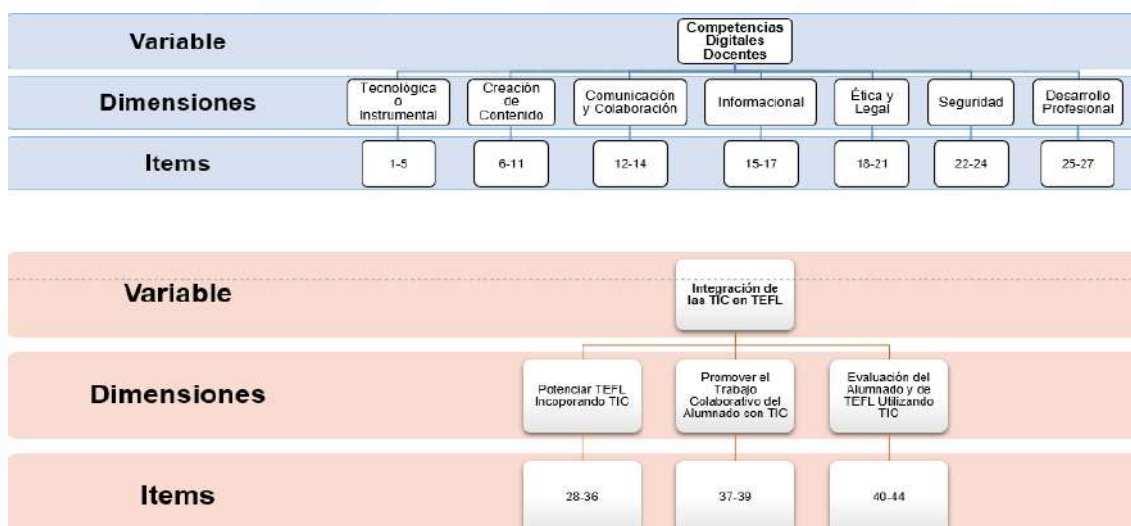 Variable
Competencias
Digitales
Docentes
Dimensiones
Tecnológica
o
Instrumental
Creación
de
Contenido
Comunicación
y Colaboración
Informacional
Ética y
Legal
Seguridad
Desarrollo
Profesional
Items
1-5
6-11
12-14
15-17
18-21
22-24
25-27
Variable
Integración de
las TIC en TEFL
Dimensiones
Potenciar TEFL
Incoporando TIC
Promover el
Trabajo
Colaborativo del
Alumnado con TIC
Evaluación del
Alumnado y de
TEFL Utilizando
TIC
Items
28-36
37-39
40-44